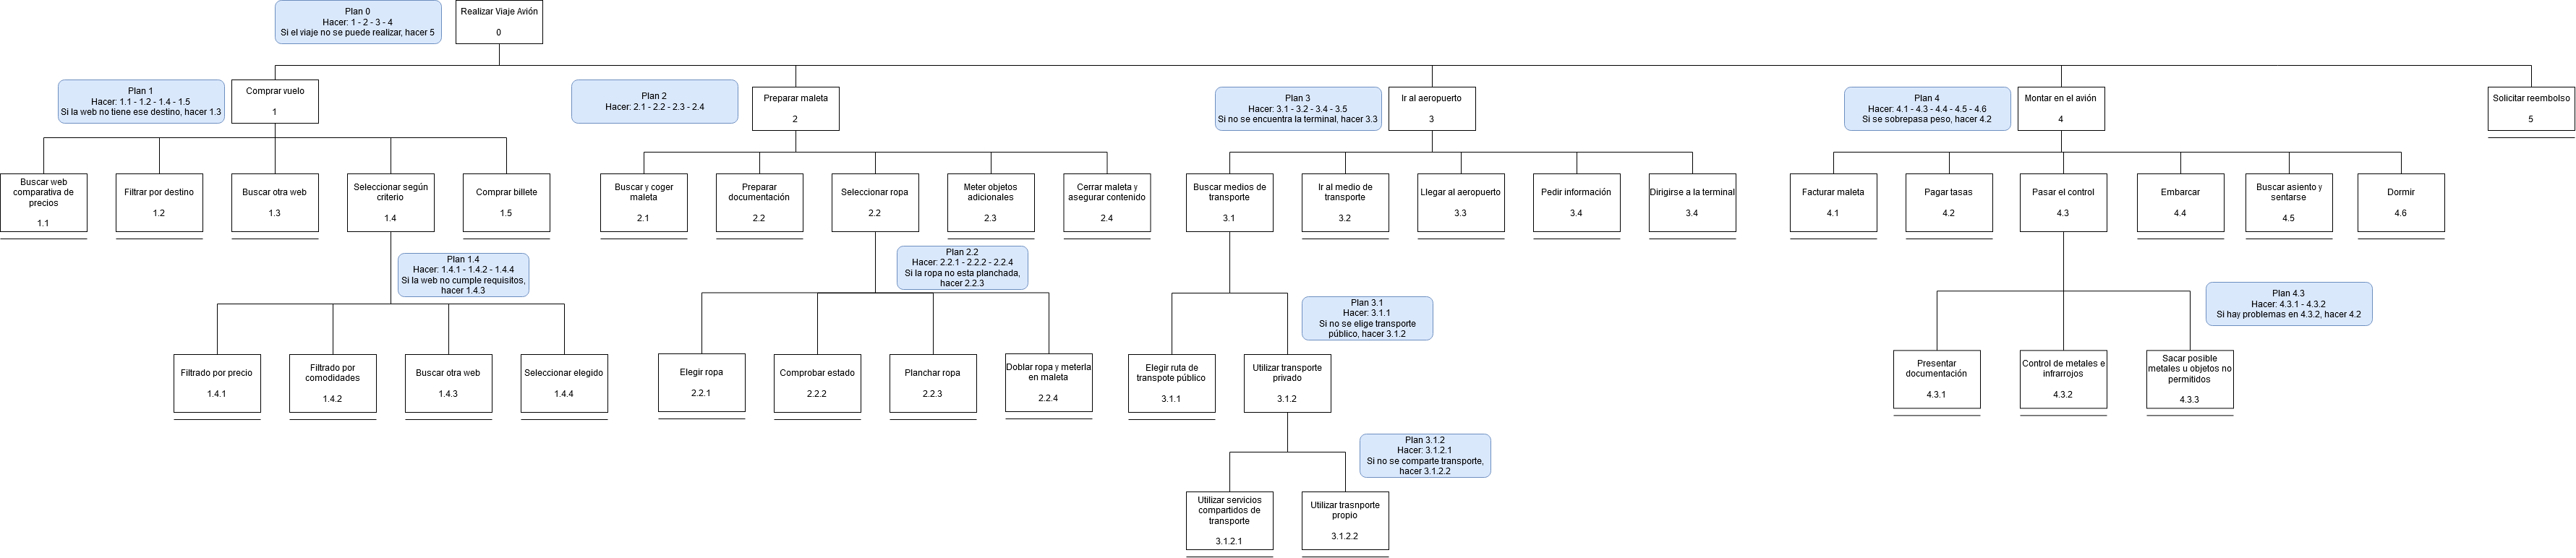 Plan 0
Hacer: 1 - 2 - 3 - 4
Si el viaje no se puede realizar, hacer 5
Realizar Viaje Avión
0
Plan 1
Hacer: 1.1 - 1.2 - 1.4 - 1.5
Si la web no tiene ese destino, hacer 1.3
Comprar vuelo
1
Plan 2
Hacer: 2.1 - 2.2 - 2.3 - 2.4
Preparar maleta
2
Plan 3
Hacer: 3.1 - 3.2 - 3.4 - 3.5
Si no se encuentra la terminal, hacer 3.3
Ir al aeropuerto
3
Plan 4
Hacer: 4.1 - 4.3 - 4.4 - 4.5 - 4.6
Si se sobrepasa peso, hacer 4.2
Montar en el avión
4
Solicitar reembolso
5
Buscar web
comparativa de
precios
1.1
Filtrar por destino
1.2
Buscar otra web
1.3
Seleccionar según
criterio
1.4
Comprar billete
1.5
Buscar y coger
maleta
2.1
Preparar
documentación
2.2
Seleccionar ropa
2.2
Meter objetos
adicionales
2.3
Cerrar maleta y
asegurar contenido
2.4
Buscar medios de
transporte
3.1
Ir al medio de
transporte
3.2
Llegar al aeropuerto
3.3
Pedir información
3.4
Dirigirse a la terminal
3.4
Facturar maleta
4.1
Pagar tasas
4.2
Pasar el control
4.3
Embarcar
4.4
Buscar asiento y
sentarse
4.5
Dormir
4.6
Plan 1.4
Hacer: 1.4.1 - 1.4.2 - 1.4.4
Si la web no cumple requisitos,
hacer 1.4.3
Plan 2.2
Hacer: 2.2.1 - 2.2.2 - 2.2.4
Si la ropa no esta planchada,
hacer 2.2.3
Plan 3.1
Hacer: 3.1.1
Si no se elige transporte
público, hacer 3.1.2
Plan 4.3
Hacer: 4.3.1 - 4.3.2
Si hay problemas en 4.3.2, hacer 4.2
Filtrado por precio
1.4.1
Filtrado por
comodidades
1.4.2
Buscar otra web
1.4.3
Seleccionar elegido
1.4.4
Elegir ropa
2.2.1
Comprobar estado
2.2.2
Planchar ropa
2.2.3
Doblar ropa y meterla
en maleta
2.2.4
Elegir ruta de
transpote público
3.1.1
Utilizar transporte
privado
3.1.2
Presentar
documentación
4.3.1
Control de metales e
infrarrojos
4.3.2
Sacar posible
metales u objetos no
permitidos
4.3.3
Plan 3.1.2
Hacer: 3.1.2.1
Si no se comparte transporte,
hacer 3.1.2.2
Utilizar servicios
compartidos de
transporte
3.1.2.1
Utilizar trasnporte
propio
3.1.2.2